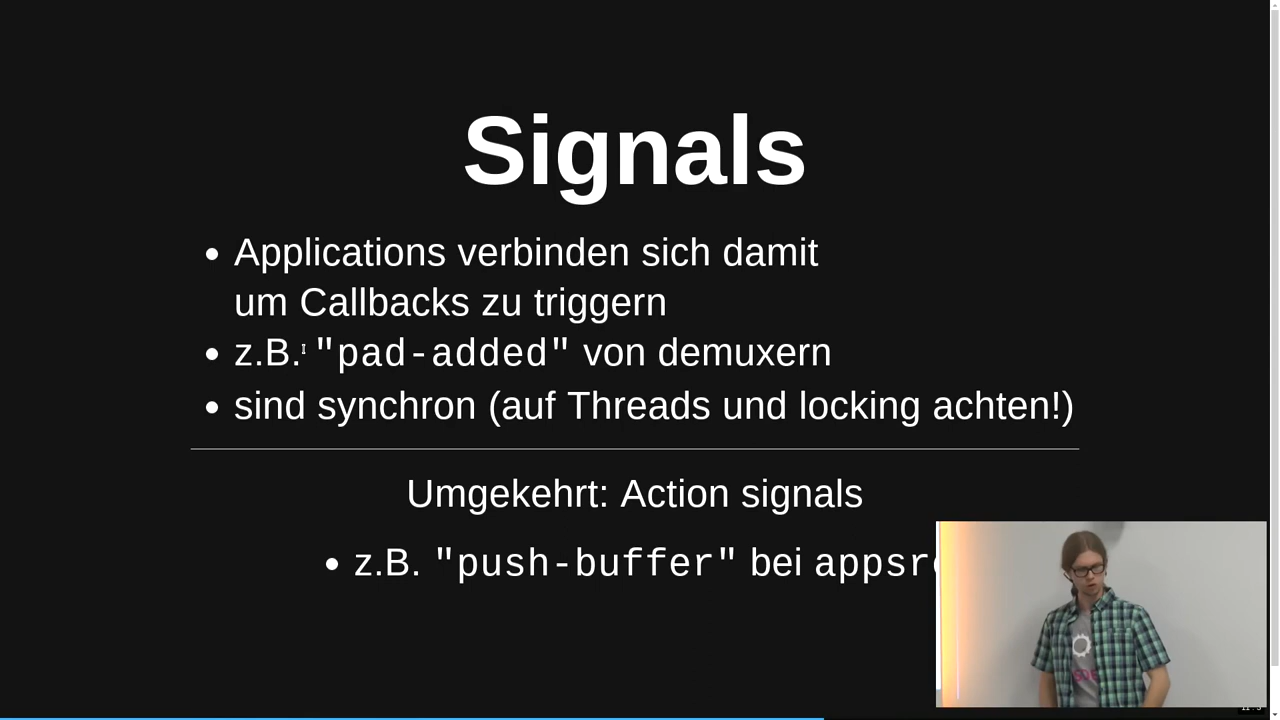 Signals
• Applications verbinden sich damit
um Callbacks zu triggern
• z.B. "pad-added" von demuxern
• sind synchron (auf Threads und locking achten!)
Umgekehrt: Action signals
• z.B. "push-buffer" bei